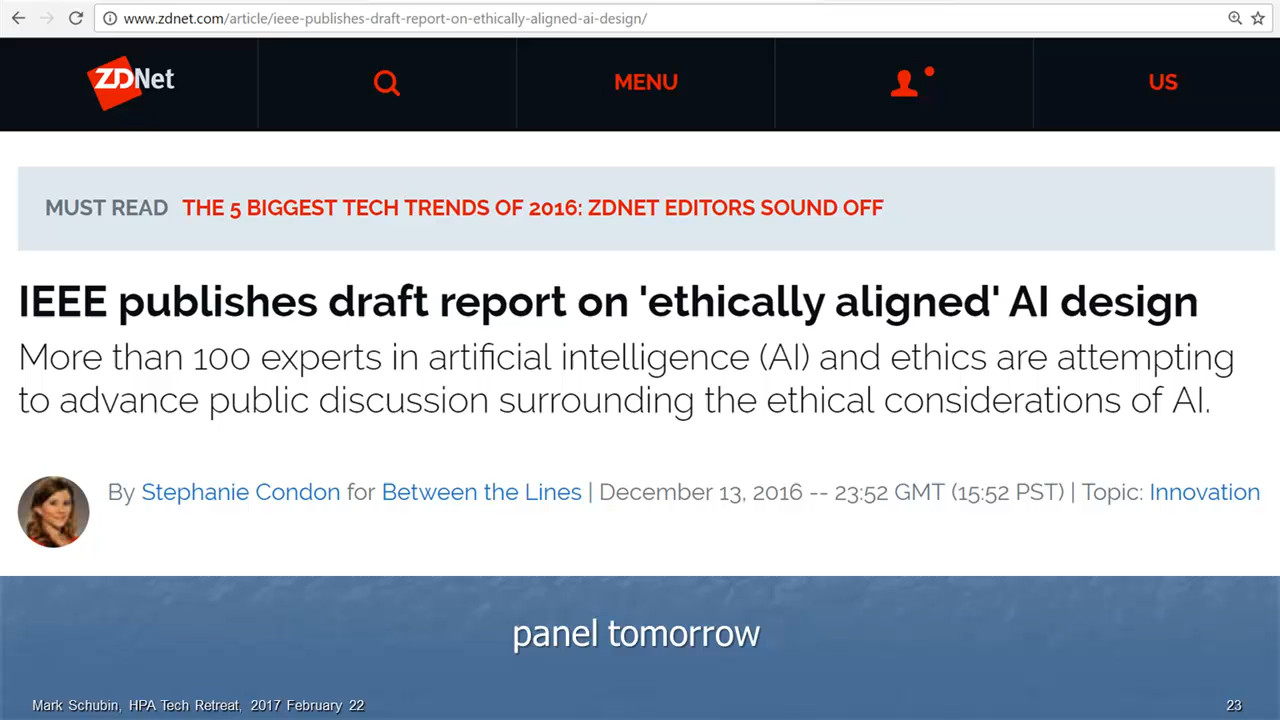 www.zdnet.com/article/ieee-publishes-draft-report-on-ethically-aligned-ai-design/
ZDNet
MENU
US
MUST READ THE 5 BIGGEST TECH TRENDS OF 2016: ZDNET EDITORS SOUND OFF
IEEE publishes draft report on 'ethically aligned' AI design
More than 100 experts in artificial intelligence (AI) and ethics are attempting
to advance public discussion surrounding the ethical considerations of AI.
By Stephanie Condon for Between the Lines | December 13, 2016 -- 23:52 GMT (15:52 PST) | Topic: Innovation
panel tomorrow
Mark Schubin, HPA Tech Retreat, 2017 February 22
23